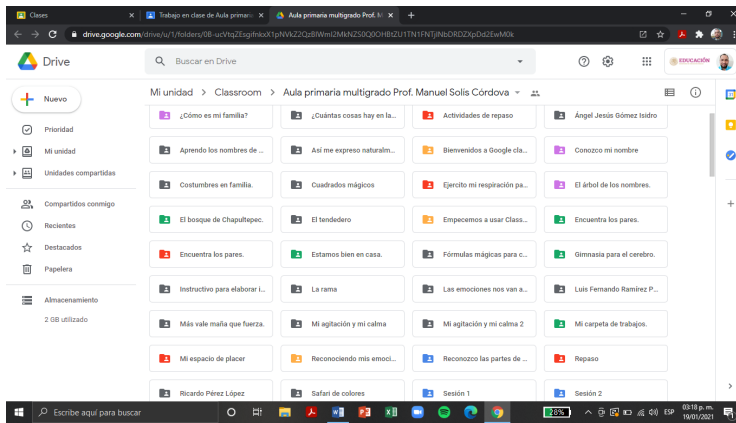 Clases
Trabajo en clase de Aula primari
Aula primaria multigrado Prof. M
drive.google.com/drive/u/1/folders/0B-ucVtqZEsgifnkxX1pNVkZ2QzBIWmI2MkNZS0Q0OHBtZU1TN1FNTjNbDRDZXpDd2EwM0k
Drive
Buscar en Drive
EDUCACIÓN
Nuevo
Mi unidad > Classroom > Aula primaria multigrado Prof. Manuel Solís Córdova
Prioridad
Mi unidad
Unidades compartidas
Compartidos conmigo
Recientes
Destacados
Papelera
Almacenamiento
2 GB utilizado
¿Cómo es mi familia?
¿Cuántas cosas hay en la...
Actividades de repaso
Ángel Jesús Gómez Isidro
Aprendo los nombres de ...
Así me expreso naturalm...
Bienvenidos a Google cla...
Conozco mi nombre
Costumbres en familia.
Cuadrados mágicos
Ejercito mi respiración pa...
El árbol de los nombres.
El bosque de Chapultepec.
El tendedero
Empecemos a usar Class...
Encuentra los pares.
Encuentra los pares.
Estamos bien en casa.
Fórmulas mágicas para c...
Gimnasia para el cerebro.
Instructivo para elaborar i...
La rama
Las emociones nos van a...
Luis Fernando Ramírez P...
Más vale maña que fuerza.
Mi agitación y mi calma
Mi agitación y mi calma 2
Mi carpeta de trabajos.
Mi espacio de placer
Reconociendo mis emoci...
Reconozco las partes de ...
Repaso
Ricardo Pérez López
Safari de colores
Sesión 1
Sesión 2
Escribe aquí para buscar
28%
ESP
03:18 p. m.
19/01/2021